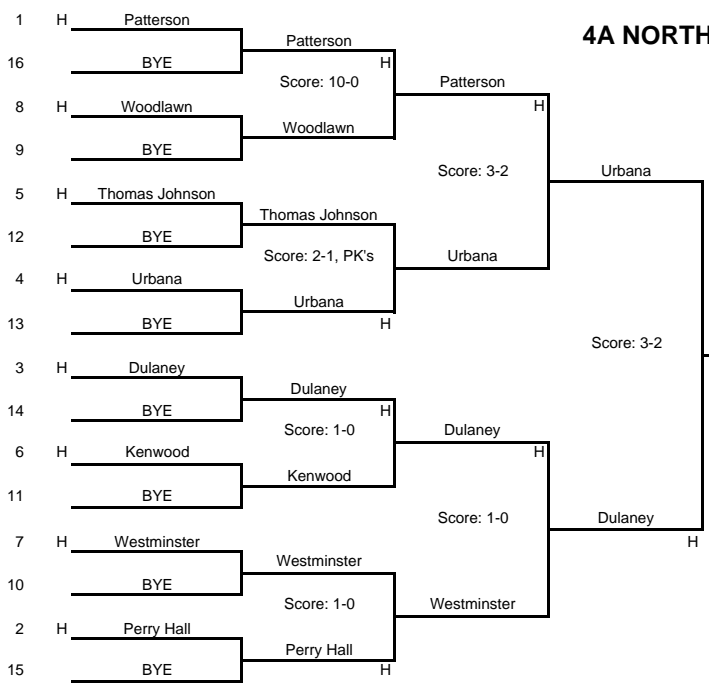 4A NORTH
1 H Patterson
Patterson
16 BYE
H
Score: 10-0
Patterson
8 H Woodlawn
H
Woodlawn
9 BYE
Score: 3-2
Urbana
5 H Thomas Johnson
Thomas Johnson
12 BYE
Score: 2-1, PK's
Urbana
4 H Urbana
Urbana
13 BYE
H
Score: 3-2
3 H Dulaney
Dulaney
14 BYE
H
Score: 1-0
Dulaney
6 H Kenwood
H
Kenwood
11 BYE
Score: 1-0
Dulaney
7 H Westminster
H
Westminster
10 BYE
Score: 1-0
Westminster
2 H Perry Hall
Perry Hall
15 BYE
H